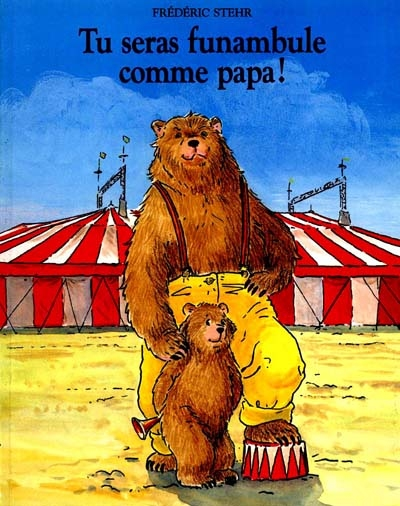 FRÉDÉRIC STEHR
Tu seras funambule
comme papa!